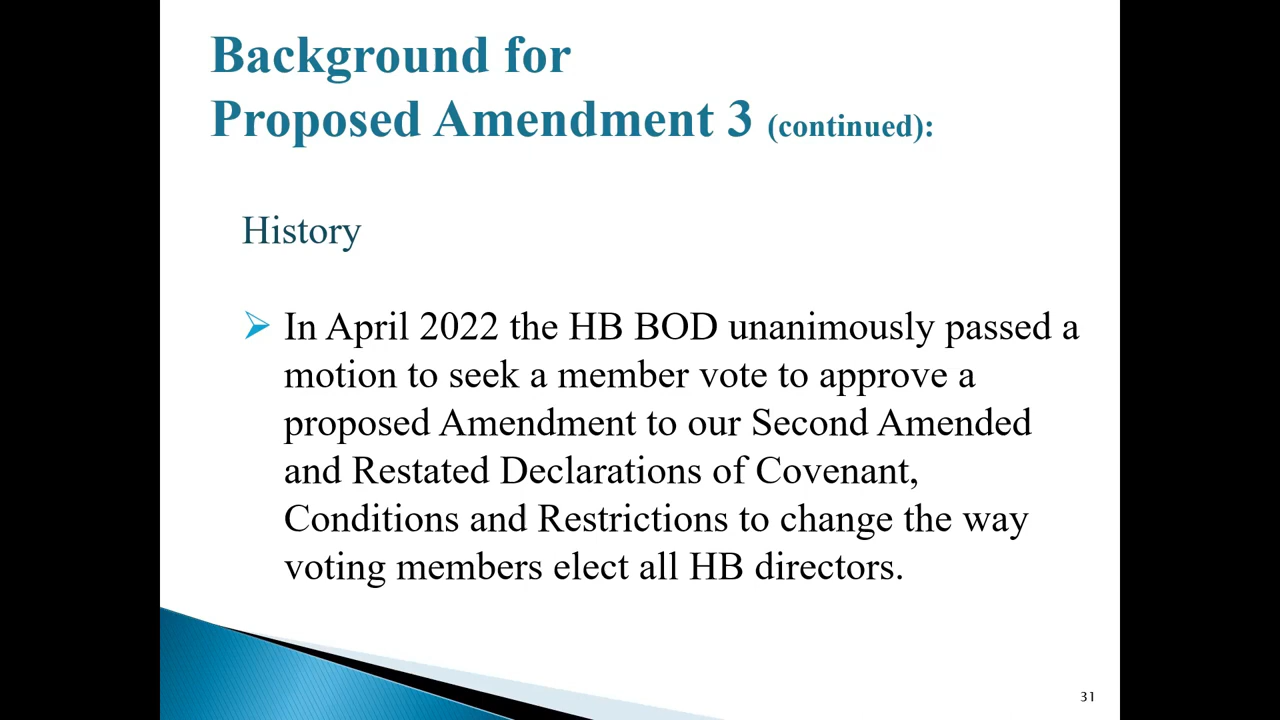 Background for
Proposed Amendment 3 (continued):
History
In April 2022 the HB BOD unanimously passed a
motion to seek a member vote to approve a
proposed Amendment to our Second Amended
and Restated Declarations of Covenant,
Conditions and Restrictions to change the way
voting members elect all HB directors.
31